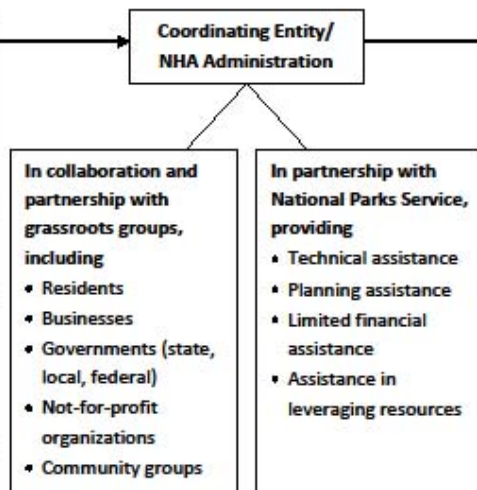 Coordinating Entity/
NHA Administration
In collaboration and
partnership with
grassroots groups,
including
• Residents
• Businesses
• Governments (state,
local, federal)
• Not-for-profit
organizations
• Community groups
In partnership with
National Parks Service,
providing
• Technical assistance
• Planning assistance
• Limited financial
assistance
• Assistance in
leveraging resources